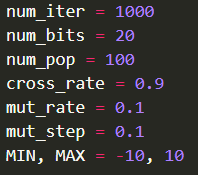 num_iter = 1000
num_bits = 20
num_pop = 100
cross_rate = 0.9
mut_rate = 0.1
mut_step = 0.1
MIN, MAX = -10, 10